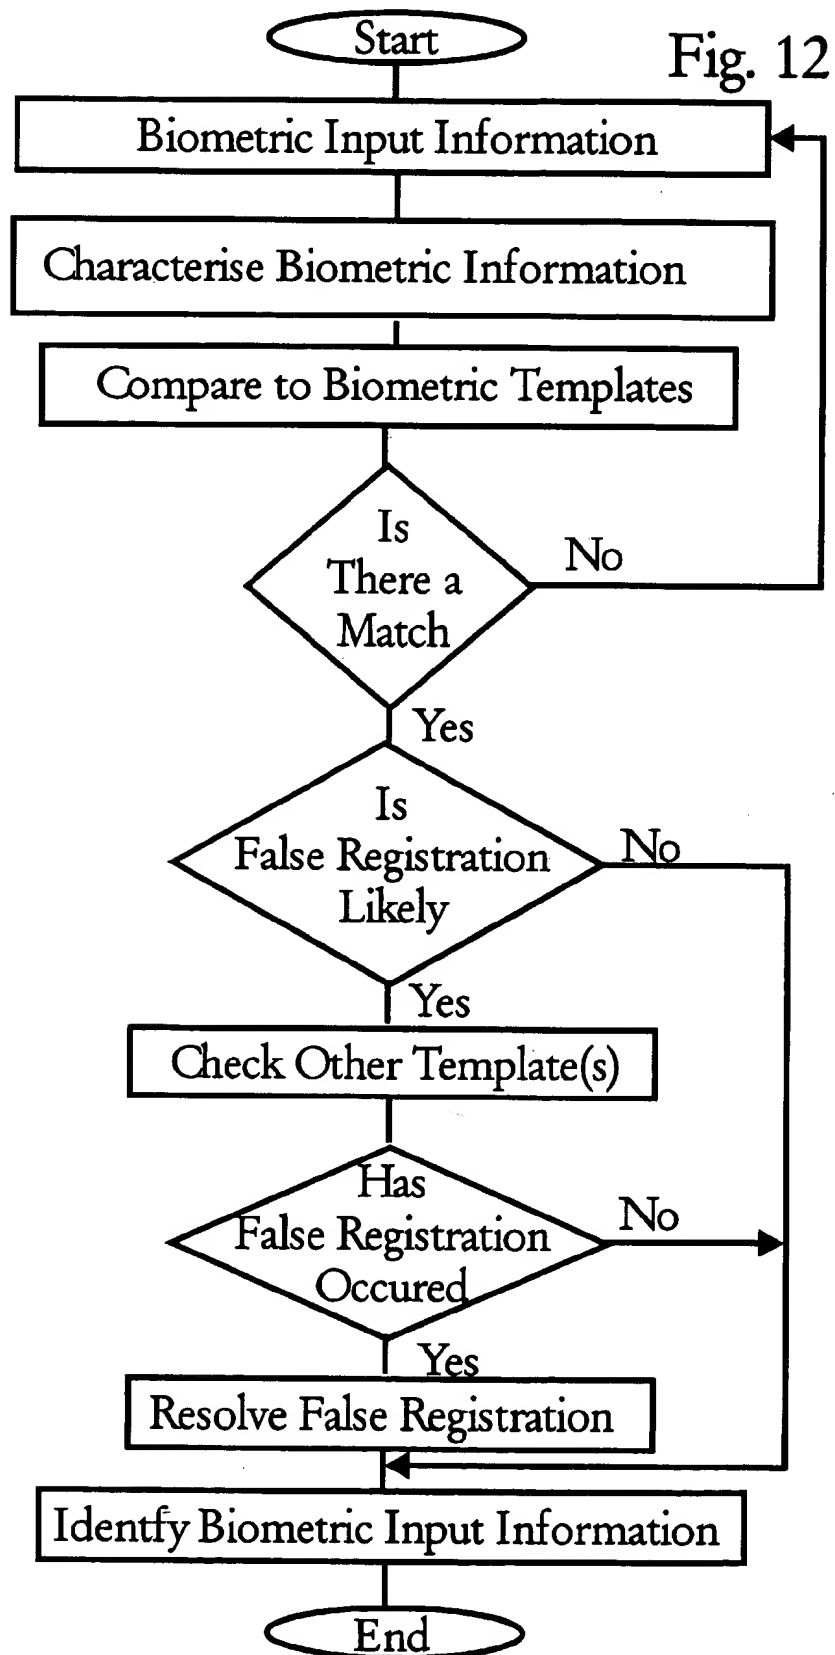 Start
Fig. 12
Biometric Input Information
Characterise Biometric Information
Compare to Biometric Templates
Is
There a
Match
No
Yes
Is
False Registration
Likely
No
Yes
Check Other Template(s)
Has
False Registration
Occured
No
Yes
Resolve False Registration
Identfy Biometric Input Information
End